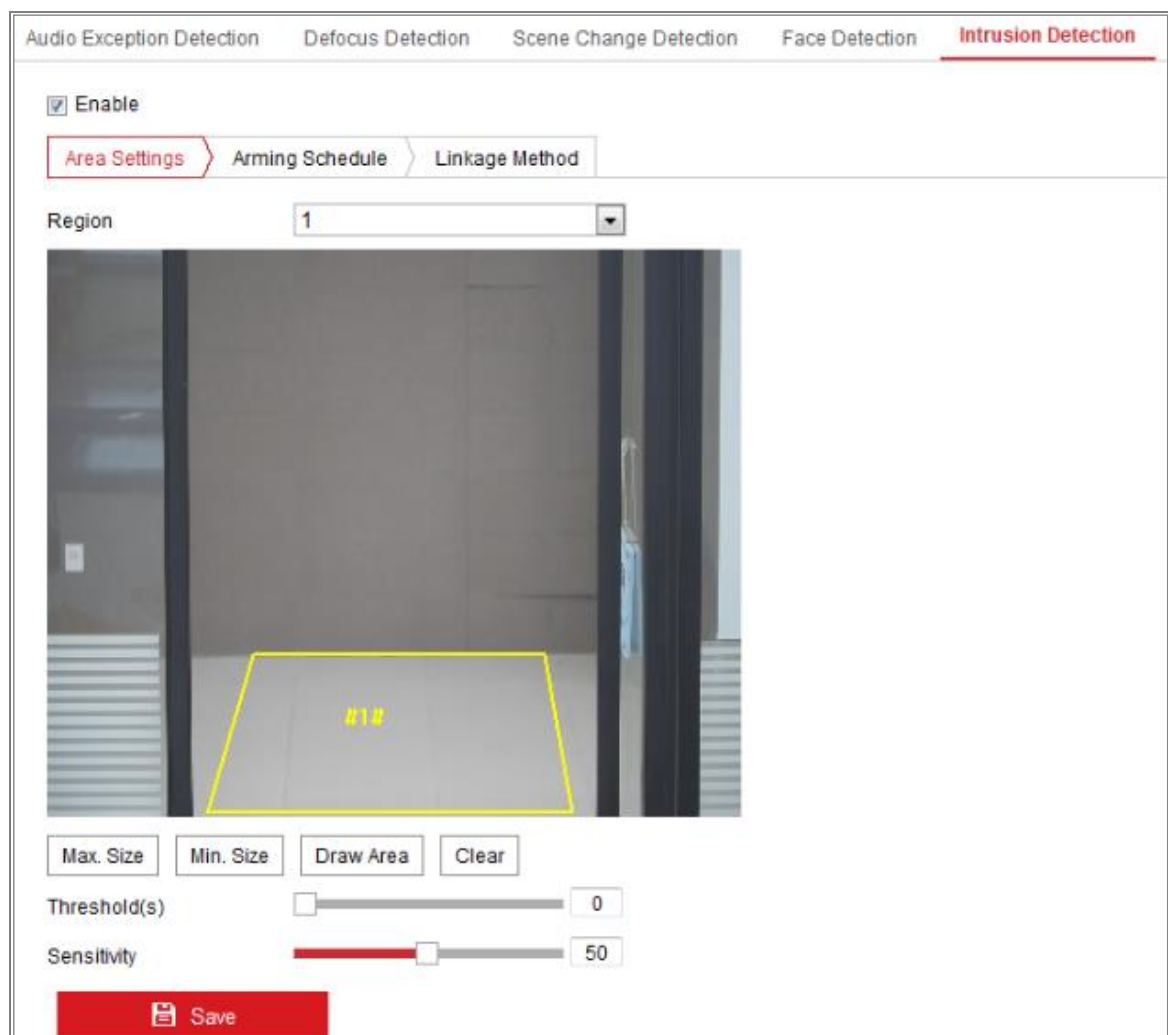 Audio Exception Detection Defocus Detection Scene Change Detection Face Detection Intrusion Detection
Enable
Area Settings Arming Schedule Linkage Method
Region 1
#1#
Max. Size Min. Size Draw Area Clear
Threshold(s) 0
Sensitivity 50
Save